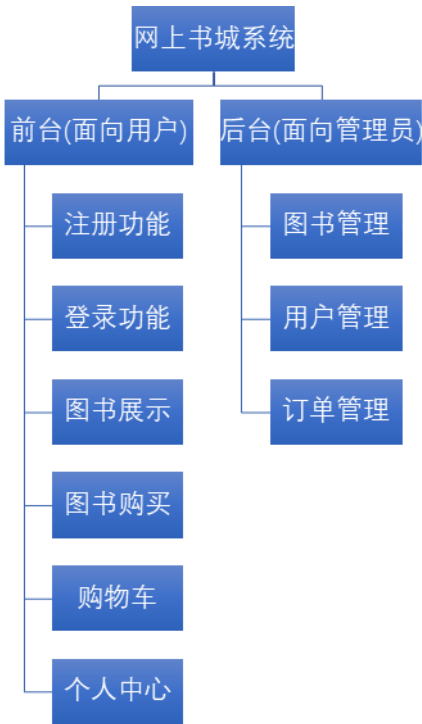 网上书城系统
前台(面向用户)
后台(面向管理员)
注册功能
图书管理
登录功能
用户管理
图书展示
订单管理
图书购买
购物车
个人中心